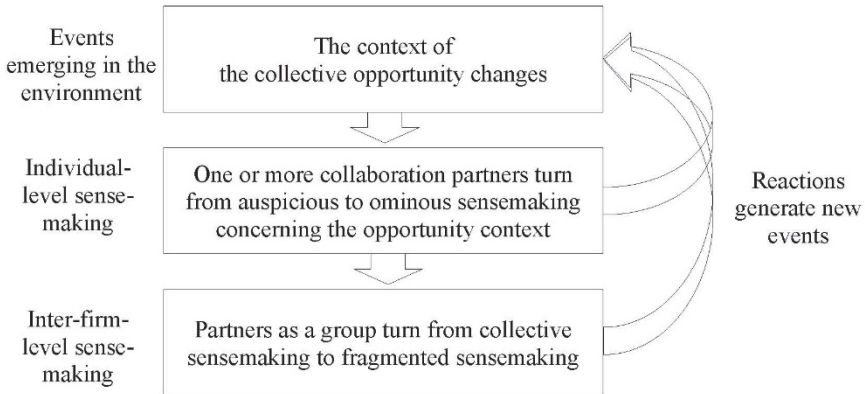 Events
emerging in the
environment
The context of
the collective opportunity changes
Individual-
level sense-
making
One or more collaboration partners turn
from auspicious to ominous sensemaking
concerning the opportunity context
Reactions
generate new
events
Inter-firm-
level sense-
making
Partners as a group turn from collective
sensemaking to fragmented sensemaking